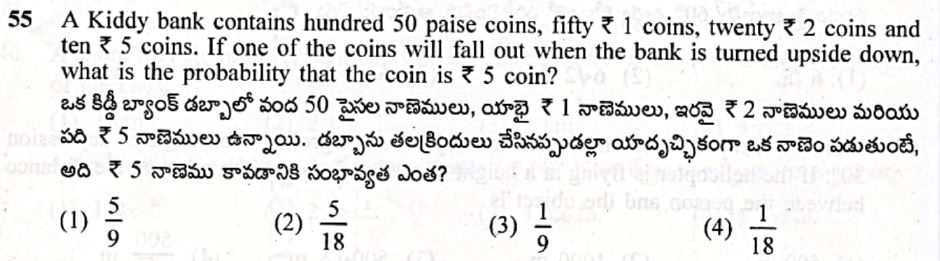 55 A Kiddy bank contains hundred 50 paise coins, fifty ₹ 1 coins, twenty ₹ 2 coins and
ten ₹ 5 coins. If one of the coins will fall out when the bank is turned upside down,
what is the probability that the coin is ₹ 5 coin?
ఒక కిడ్డీ బ్యాంక్ డబ్బాలో వంద 50 పైసల నాణెములు, యాభై ₹ 1 నాణెములు, ఇరవై ₹ 2 నాణెములు మరియు
పది ₹ 5 నాణెములు ఉన్నాయి. డబ్బాను తలక్రిందులు చేసినప్పుడల్లా యాదృచ్ఛికంగా ఒక నాణెం పడుతుంటే,
అది ₹ 5 నాణెము కావడానికి సంభావ్యత ఎంత?
(1) 5/9 (2) 5/18 (3) 1/9 (4) 1/18